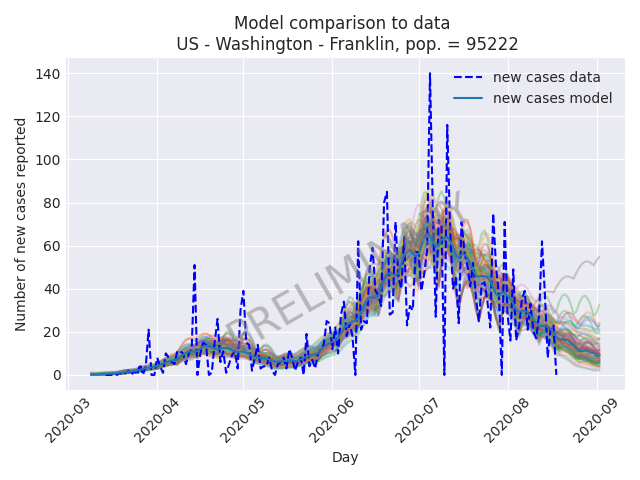 Model comparison to data
US - Washington - Franklin, pop. = 95222
new cases data
new cases model
140
120
100
80
60
40
20
0
Number of new cases reported
PRELIMINARY
2020-03
2020-04
2020-05
2020-06
2020-07
2020-08
2020-09
Day